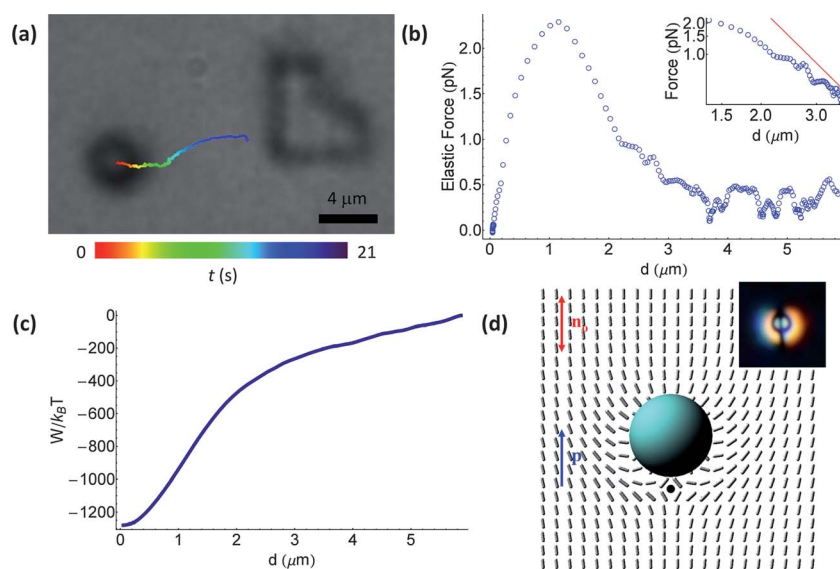 (a)
4 μm
0
21
t (s)
(b)
Elastic Force (pN)
2.0
1.5
1.0
0.5
0.0
0
1
2
3
4
5
d (μm)
Force (pN)
2.0
1.5
1.0
1.5
2.0
3.0
d (μm)
(c)
W/kBT
0
−200
−400
−600
−800
−1000
−1200
0
1
2
3
4
5
d (μm)
(d)
n0
p